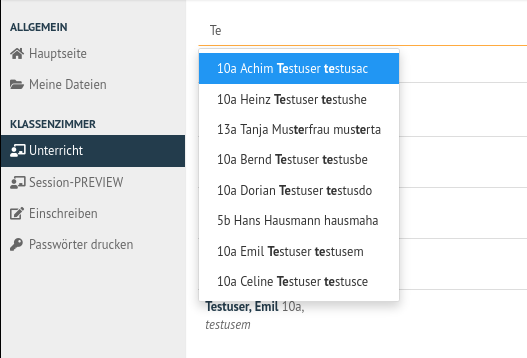 ALLGEMEIN
Hauptseite
Meine Dateien
KLASSENZIMMER
Unterricht
Session-PREVIEW
Einschreiben
Passwörter drucken
Te
10a Achim Testuser testusac
10a Heinz Testuser testushe
13a Tanja Musterfrau musterta
10a Bernd Testuser testusbe
10a Dorian Testuser testusdo
5b Hans Hausmann hausmaha
10a Emil Testuser testusem
10a Celine Testuser testusce
Testuser, Emil 10a,
testusem